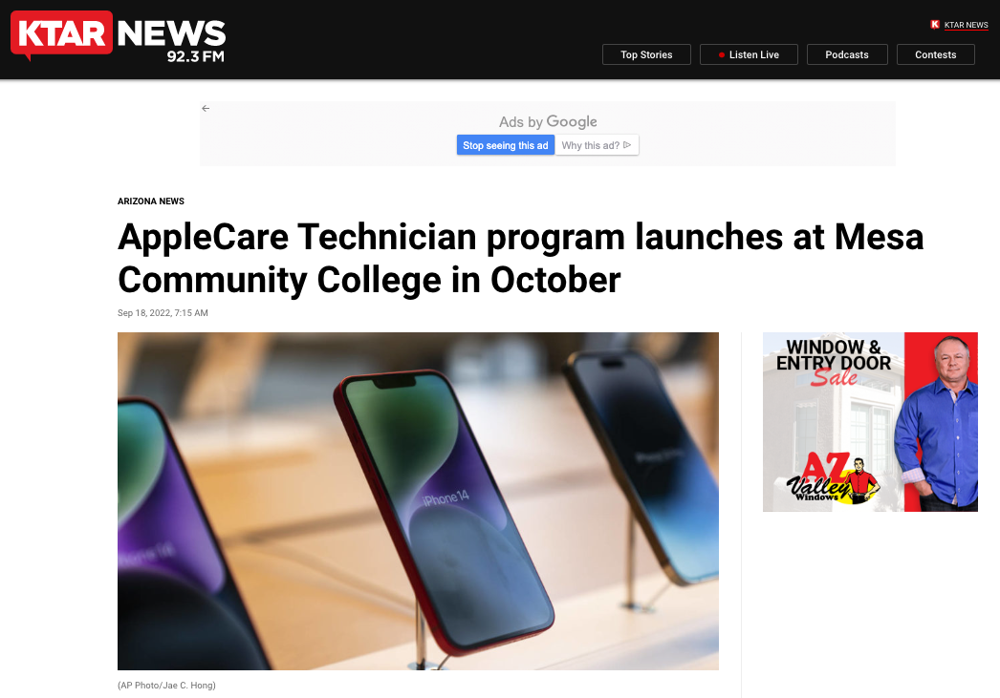 KTAR NEWS
92.3 FM
K KTAR NEWS
Top Stories
Listen Live
Podcasts
Contests
Ads by Google
Stop seeing this ad
Why this ad?
ARIZONA NEWS
AppleCare Technician program launches at Mesa
Community College in October
Sep 18, 2022, 7:15 AM
iPhone 14
WINDOW &
ENTRY DOOR
Sale
AZ
Valley
Windows
(AP Photo/Jae C. Hong)